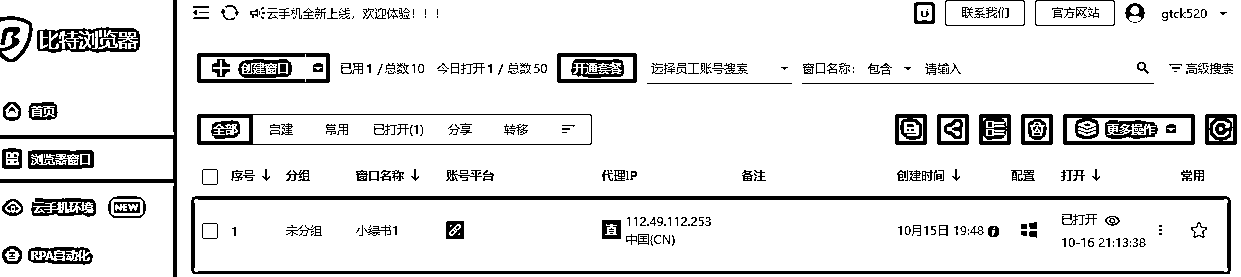 云手机全新上线，欢迎体验！！！ 联系我们 官方网站 gtck520
比特浏览器
创建窗口 已用1 / 总数10 今日打开1 / 总数50 开通套餐 选择员工账号搜索 窗口名称： 包含 请输入 高级搜索
首页
全部 自建 常用 已打开(1) 分享 转移 更多操作
浏览器窗口
序号 分组 窗口名称 账号平台 代理IP 备注 创建时间 配置 打开 常用
云手机环境 NEW
1 未分组 小绿书1 直 112.49.112.253 10月15日 19:48 已打开
中国(CN) 10-16 21:13:38
RPA自动化